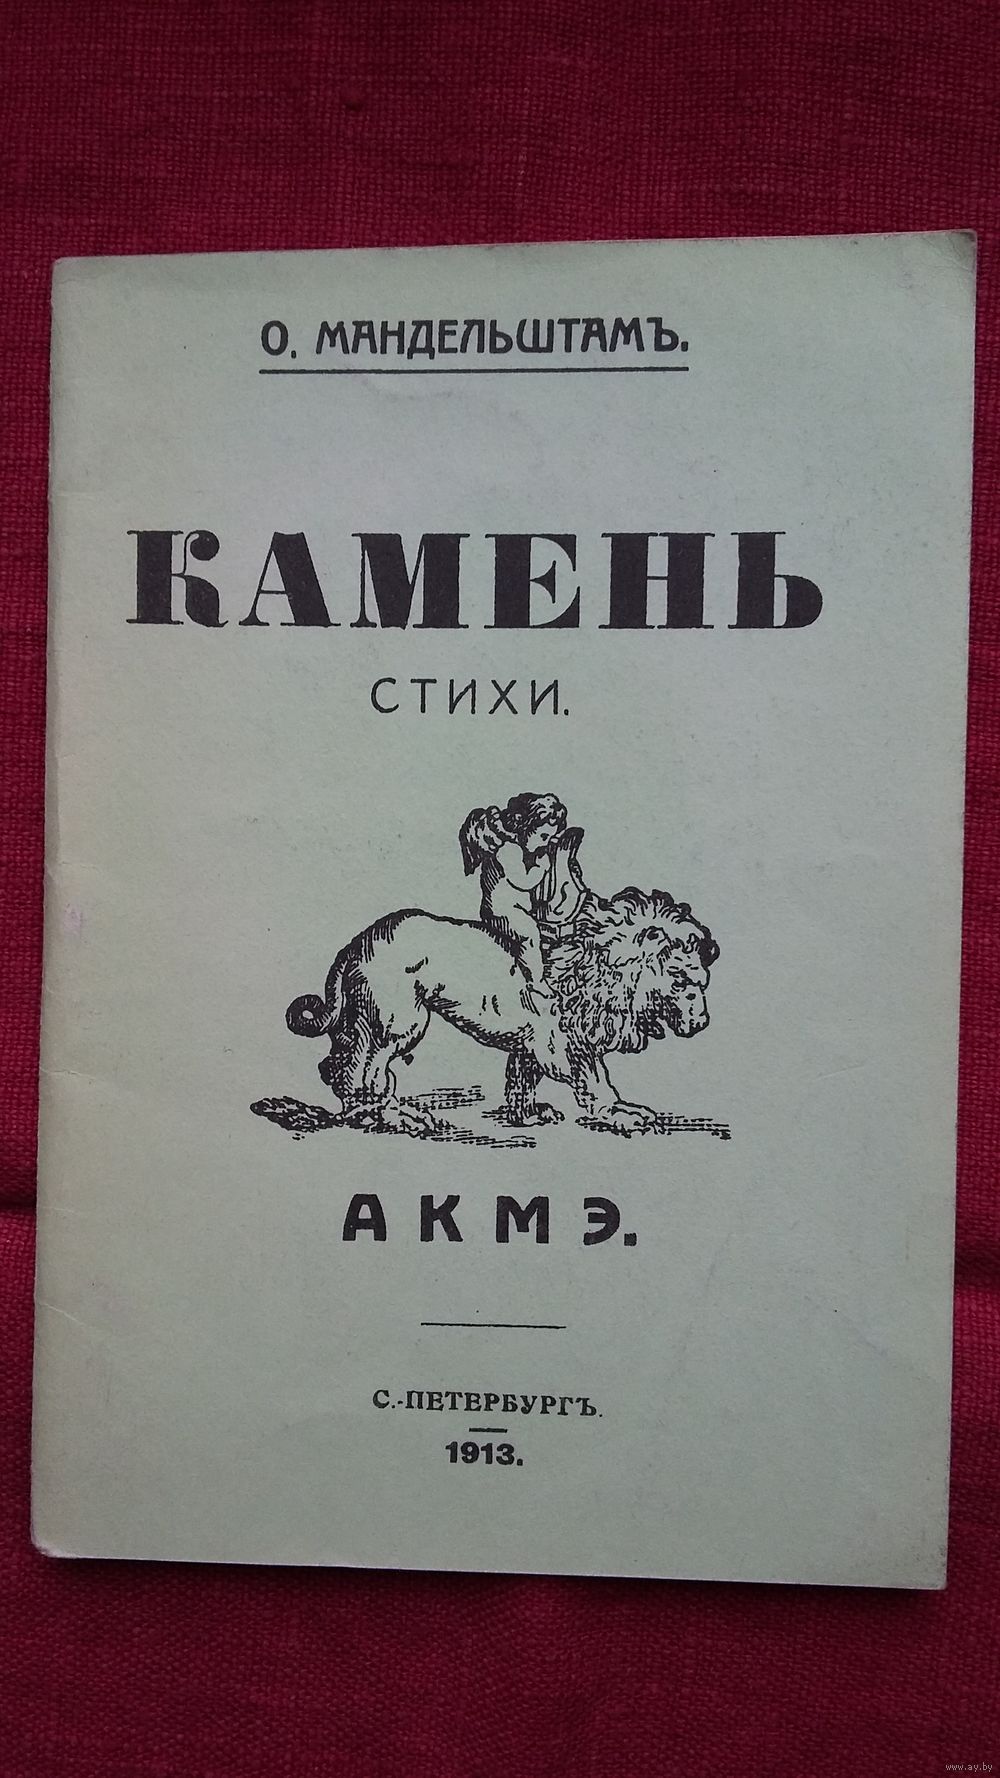 О. МАНДЕЛЬШТАМЪ.
КАМЕНЬ
СТИХИ.
АКМЭ.
С.-ПЕТЕРБУРГЪ.
1913.
www.ay.by